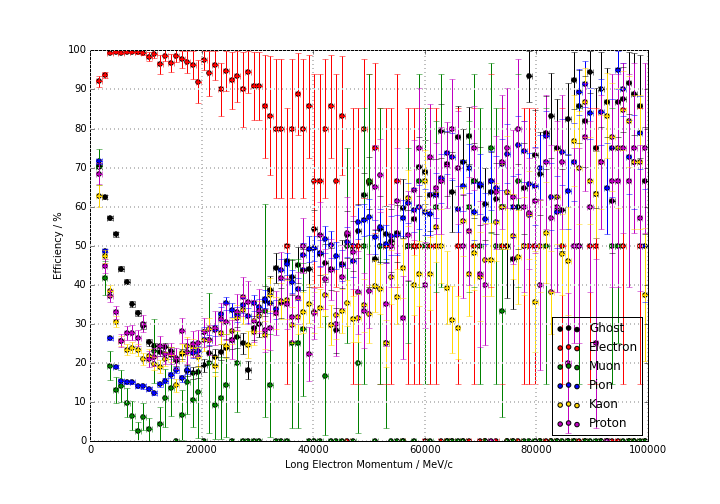 100
90
80
70
60
50
40
30
20
10
0
Efficiency / %
0 20000 40000 60000 80000 100000
Long Electron Momentum / MeV/c
Ghost
Electron
Muon
Pion
Kaon
Proton